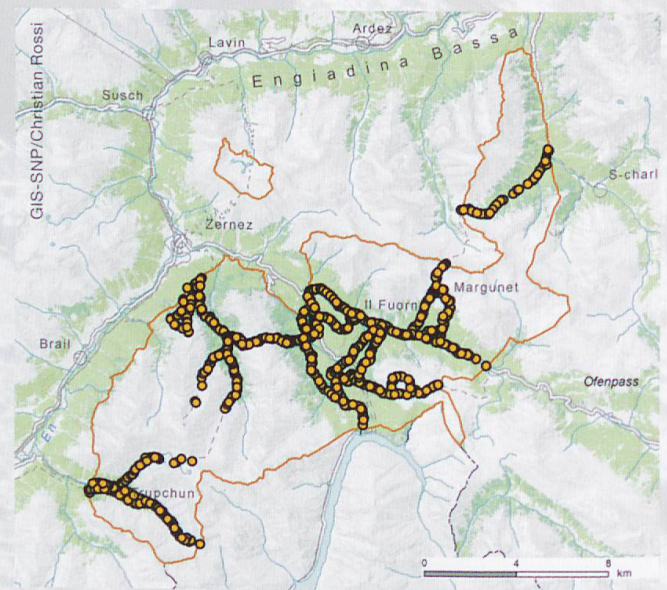 GIS-SNP/Christian Rossi
Lavin
Ardez
Engiadina Bassa
Susch
S-charl
Zernez
Margunet
Il Fuorn
Brail
Ofenpass
En
0 4 8
km